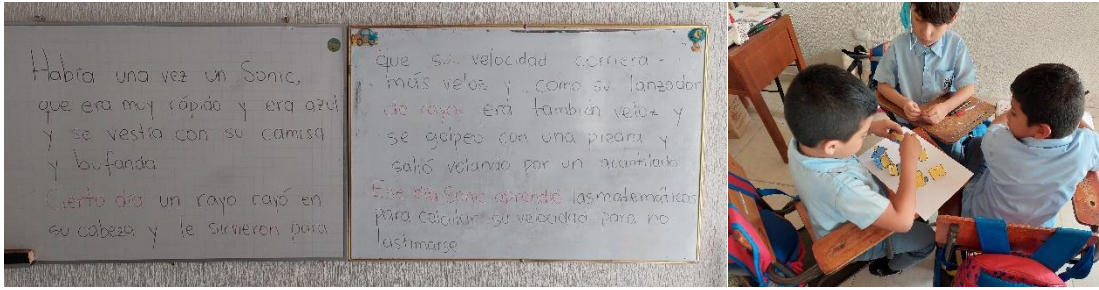 Había una vez un Sonic,
que era muy rápido y era azul
y se vestía con su camisa
y bufanda
Cierto día un rayo cayó en
su cabeza y le sirvieron para
que su velocidad corriera
más veloz y como su lanzador
de rayos era también veloz y
se golpeo con una piedra y
salió volando por un acantilado
Ese día Sonic aprendió las matemáticas
para calcular su velocidad para no
lastimarse